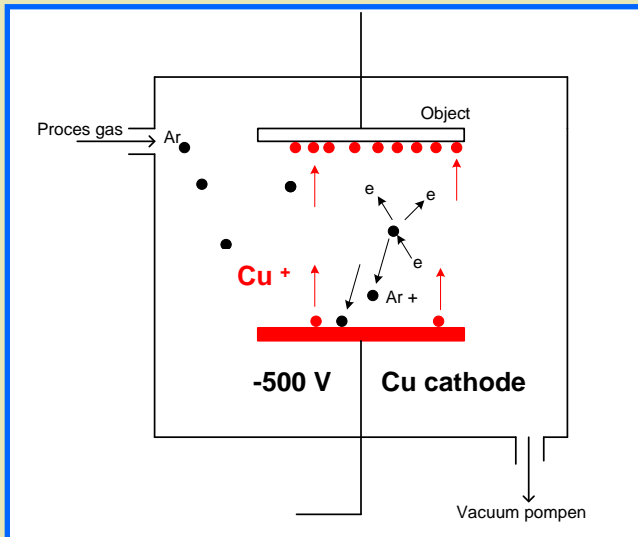 Object
Proces gas
Ar
e
e
e
Cu +
Ar +
-500 V
Cu cathode
Vacuum pompen